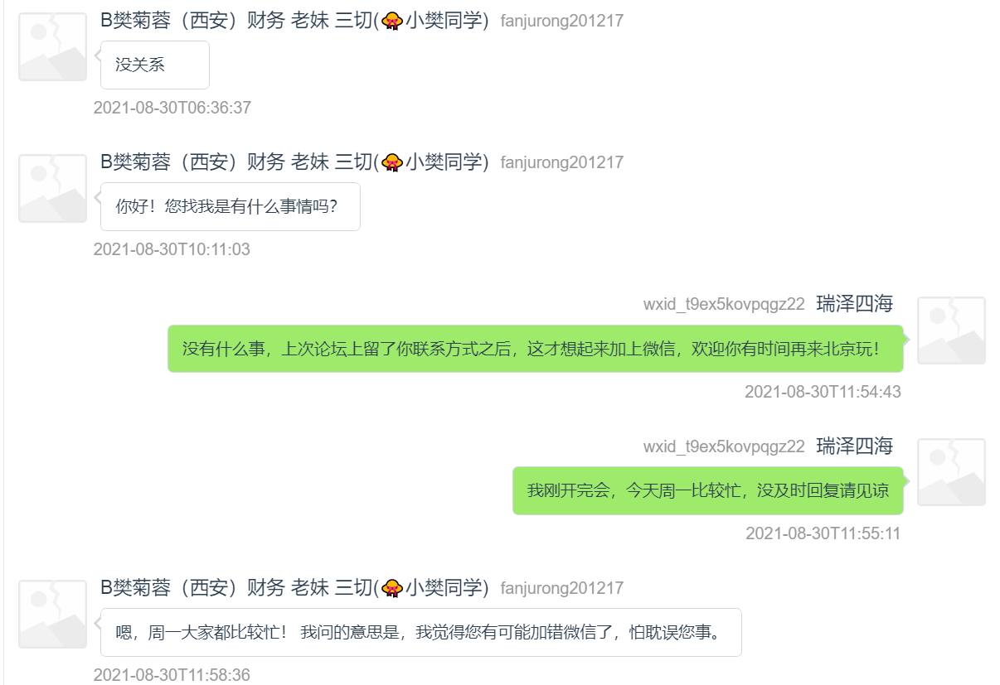 B樊菊蓉（西安）财务 老妹 三切(小樊同学) fanjurong201217
没关系
2021-08-30T06:36:37
B樊菊蓉（西安）财务 老妹 三切(小樊同学) fanjurong201217
你好！您找我是有什么事情吗？
2021-08-30T10:11:03
wxid_t9ex5kovpqgz22 瑞泽四海
没有什么事，上次论坛上留了你联系方式之后，这才想起来加上微信，欢迎你有时间再来北京玩！
2021-08-30T11:54:43
wxid_t9ex5kovpqgz22 瑞泽四海
我刚开完会，今天周一比较忙，没及时回复请见谅
2021-08-30T11:55:11
B樊菊蓉（西安）财务 老妹 三切(小樊同学) fanjurong201217
嗯，周一大家都比较忙！ 我问的意思是，我觉得您有可能加错微信了，怕耽误您事。
2021-08-30T11:58:36